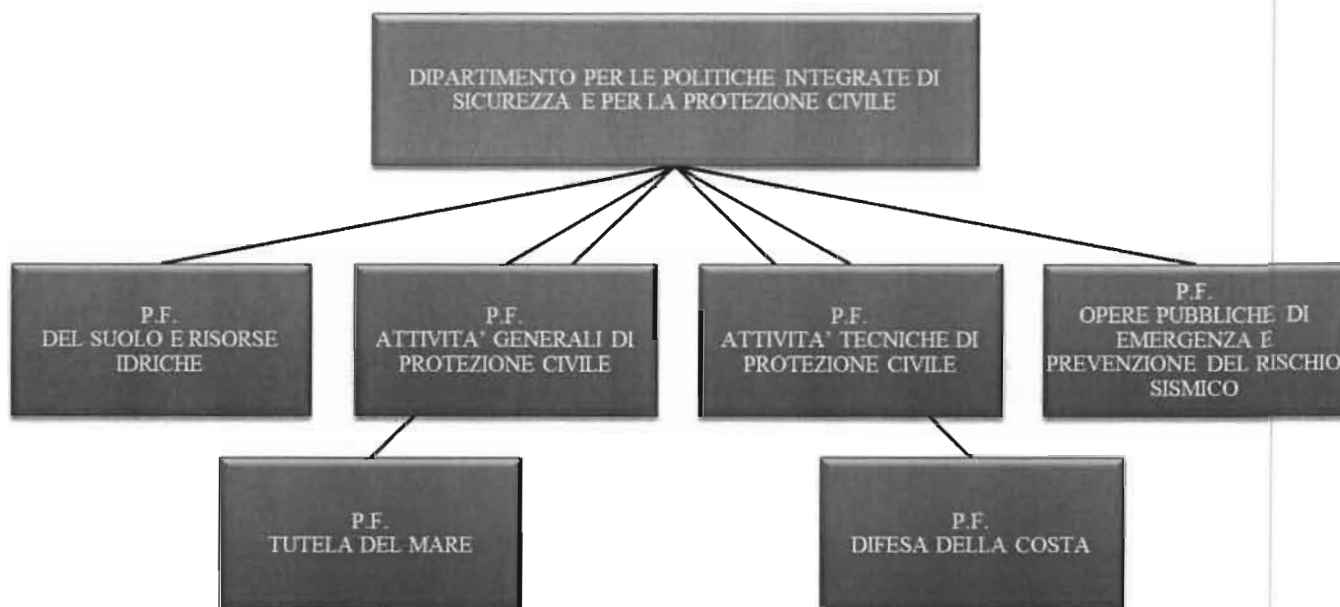 DIPARTIMENTO PER LE POLITICHE INTEGRATE DI
SICUREZZA E PER LA PROTEZIONE CIVILE
P.F.
DEL SUOLO E RISORSE
IDRICHE
P.F.
ATTIVITA' GENERALI DI
PROTEZIONE CIVILE
P.F.
ATTIVITA' TECNICHE DI
PROTEZIONE CIVILE
P.F.
OPERE PUBBLICHE DI
EMERGENZA E
PREVENZIONE DEL RISCHIO
SISMICO
P.F.
TUTELA DEL MARE
P.F.
DIFESA DELLA COSTA